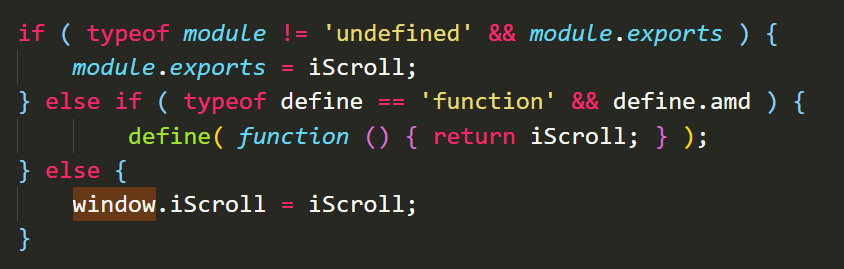 if ( typeof module != 'undefined' && module.exports ) {
    module.exports = iScroll;
} else if ( typeof define == 'function' && define.amd ) {
        define( function () { return iScroll; } );
} else {
    window.iScroll = iScroll;
}